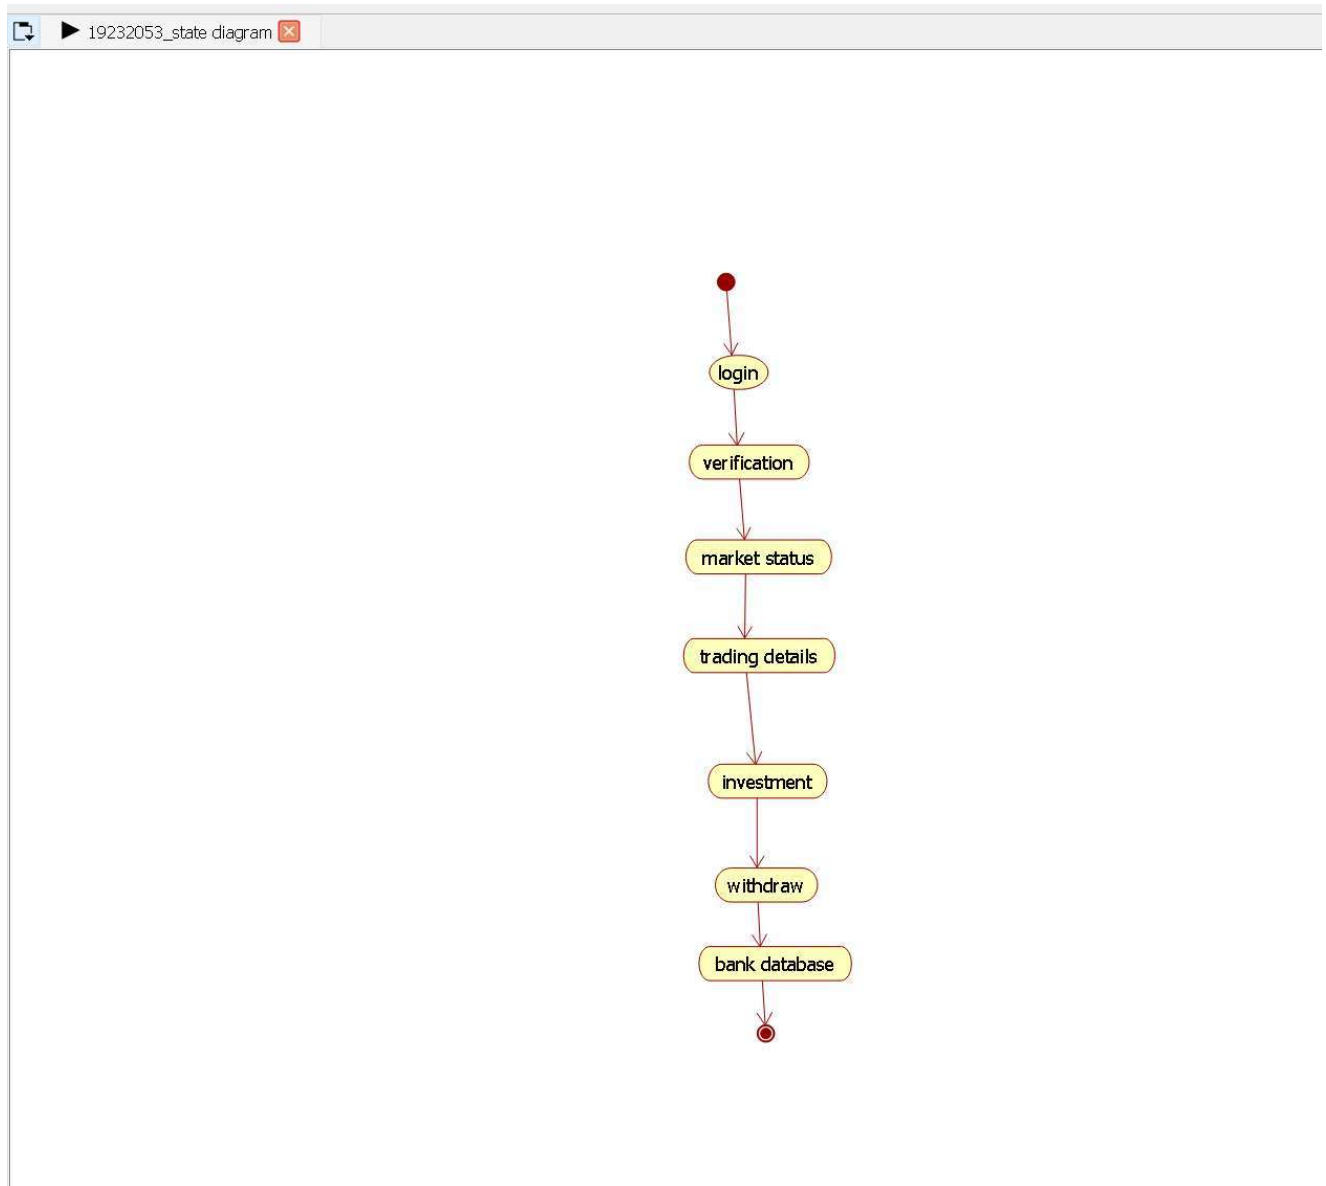 19232053_state diagram
login
verification
market status
trading details
investment
withdraw
bank database